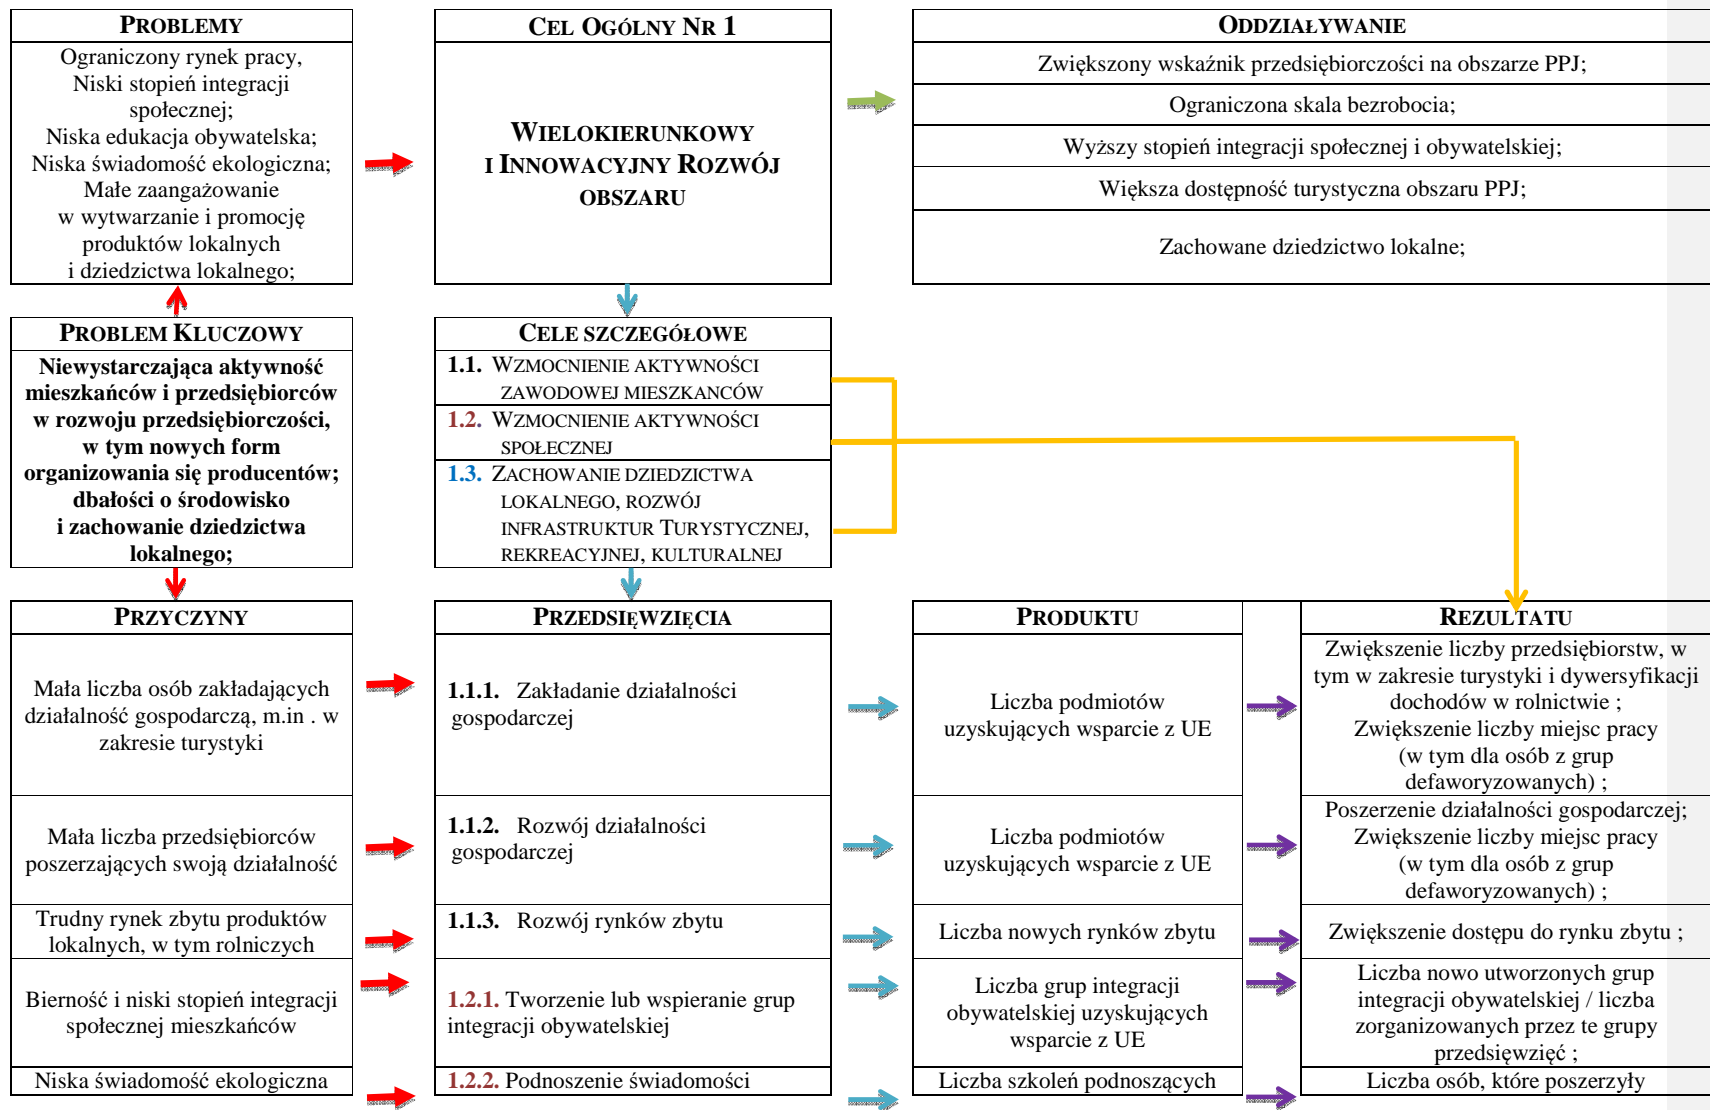 PROBLEMY
Ograniczony rynek pracy,
Niski stopień integracji
społecznej;
Niska edukacja obywatelska;
Niska świadomość ekologiczna;
Małe zaangażowanie
w wytwarzanie i promocję
produktów lokalnych
i dziedzictwa lokalnego;
CEL OGÓLNY NR 1
WIELOKIERUNKOWY
I INNOWACYJNY ROZWÓJ
OBSZARU
ODDZIAŁYWANIE
Zwiększony wskaźnik przedsiębiorczości na obszarze PPJ;
Ograniczona skala bezrobocia;
Wyższy stopień integracji społecznej i obywatelskiej;
Większa dostępność turystyczna obszaru PPJ;
Zachowane dziedzictwo lokalne;
PROBLEM KLUCZOWY
Niewystarczająca aktywność
mieszkańców i przedsiębiorców
w rozwoju przedsiębiorczości,
w tym nowych form
organizowania się producentów;
dbałości o środowisko
i zachowanie dziedzictwa
lokalnego;
CELE SZCZEGÓŁOWE
1.1. WZMOCNIENIE AKTYWNOŚCI
ZAWODOWEJ MIESZKANCÓW
1.2. WZMOCNIENIE AKTYWNOŚCI
SPOŁECZNEJ
1.3. ZACHOWANIE DZIEDZICTWA
LOKALNEGO, ROZWÓJ
INFRASTRUKTUR TURYSTYCZNEJ,
REKREACYJNEJ, KULTURALNEJ
PRZYCZYNY
PRZEDSIĘWZIĘCIA
PRODUKTU
REZULTATU
Mała liczba osób zakładających
działalność gospodarczą, m.in . w
zakresie turystyki
1.1.1. Zakładanie działalności
gospodarczej
Liczba podmiotów
uzyskujących wsparcie z UE
Zwiększenie liczby przedsiębiorstw, w
tym w zakresie turystyki i dywersyfikacji
dochodów w rolnictwie ;
Zwiększenie liczby miejsc pracy
(w tym dla osób z grup
defaworyzowanych) ;
Mała liczba przedsiębiorców
poszerzających swoją działalność
1.1.2. Rozwój działalności
gospodarczej
Liczba podmiotów
uzyskujących wsparcie z UE
Poszerzenie działalności gospodarczej;
Zwiększenie liczby miejsc pracy
(w tym dla osób z grup
defaworyzowanych) ;
Trudny rynek zbytu produktów
lokalnych, w tym rolniczych
1.1.3. Rozwój rynków zbytu
Liczba nowych rynków zbytu
Zwiększenie dostępu do rynku zbytu ;
Bierność i niski stopień integracji
społecznej mieszkańców
1.2.1. Tworzenie lub wspieranie grup
integracji obywatelskiej
Liczba grup integracji
obywatelskiej uzyskujących
wsparcie z UE
Liczba nowo utworzonych grup
integracji obywatelskiej / liczba
zorganizowanych przez te grupy
przedsięwzięć ;
Niska świadomość ekologiczna
1.2.2. Podnoszenie świadomości
Liczba szkoleń podnoszących
Liczba osób, które poszerzyły